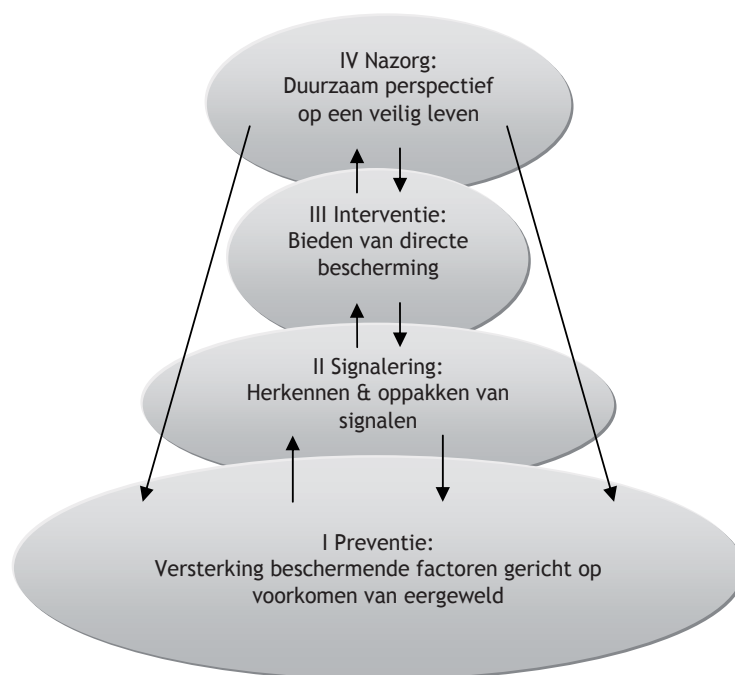 IV Nazorg:
Duurzaam perspectief
op een veilig leven
III Interventie:
Bieden van directe
bescherming
II Signalering:
Herkennen & oppakken van
signalen
I Preventie:
Versterking beschermende factoren gericht op
voorkomen van eergeweld